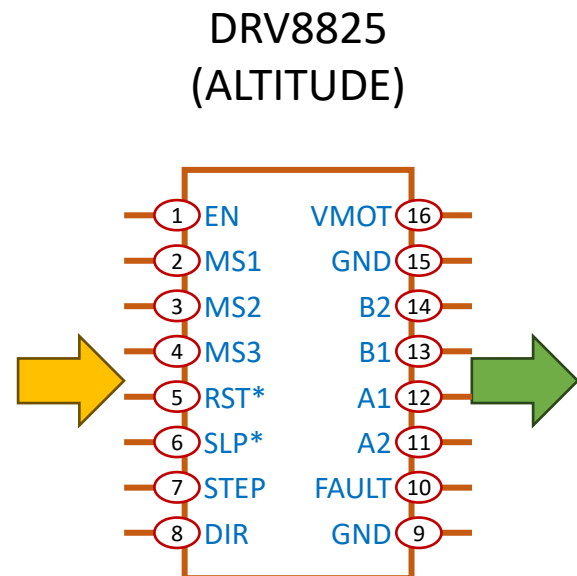 DRV8825
(ALTITUDE)
1 EN VMOT 16
2 MS1 GND 15
3 MS2 B2 14
4 MS3 B1 13
5 RST* A1 12
6 SLP* A2 11
7 STEP FAULT 10
8 DIR GND 9